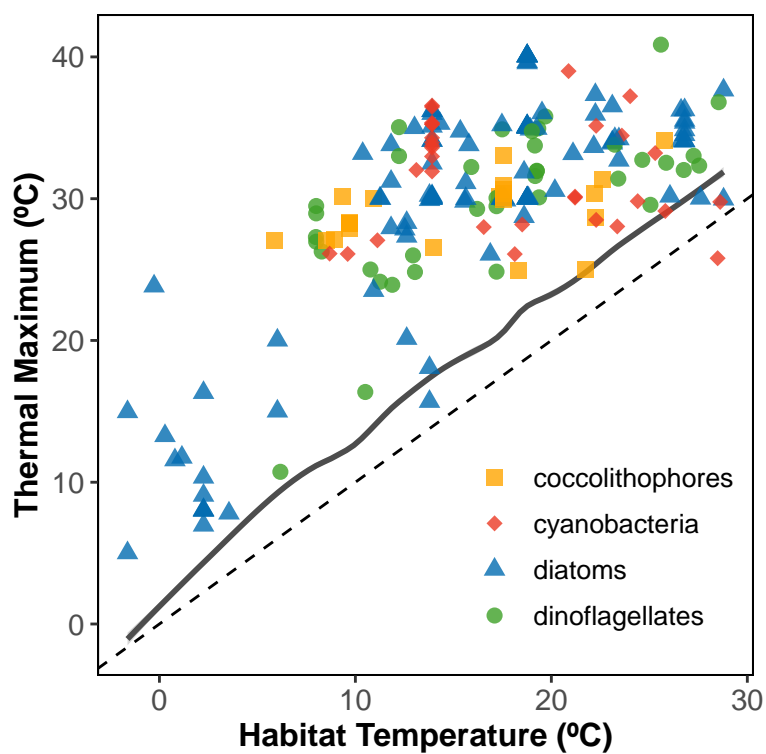 40
30
20
10
0
Thermal Maximum (ºC)
coccolithophores
cyanobacteria
diatoms
dinoflagellates
0 10 20 30
Habitat Temperature (ºC)